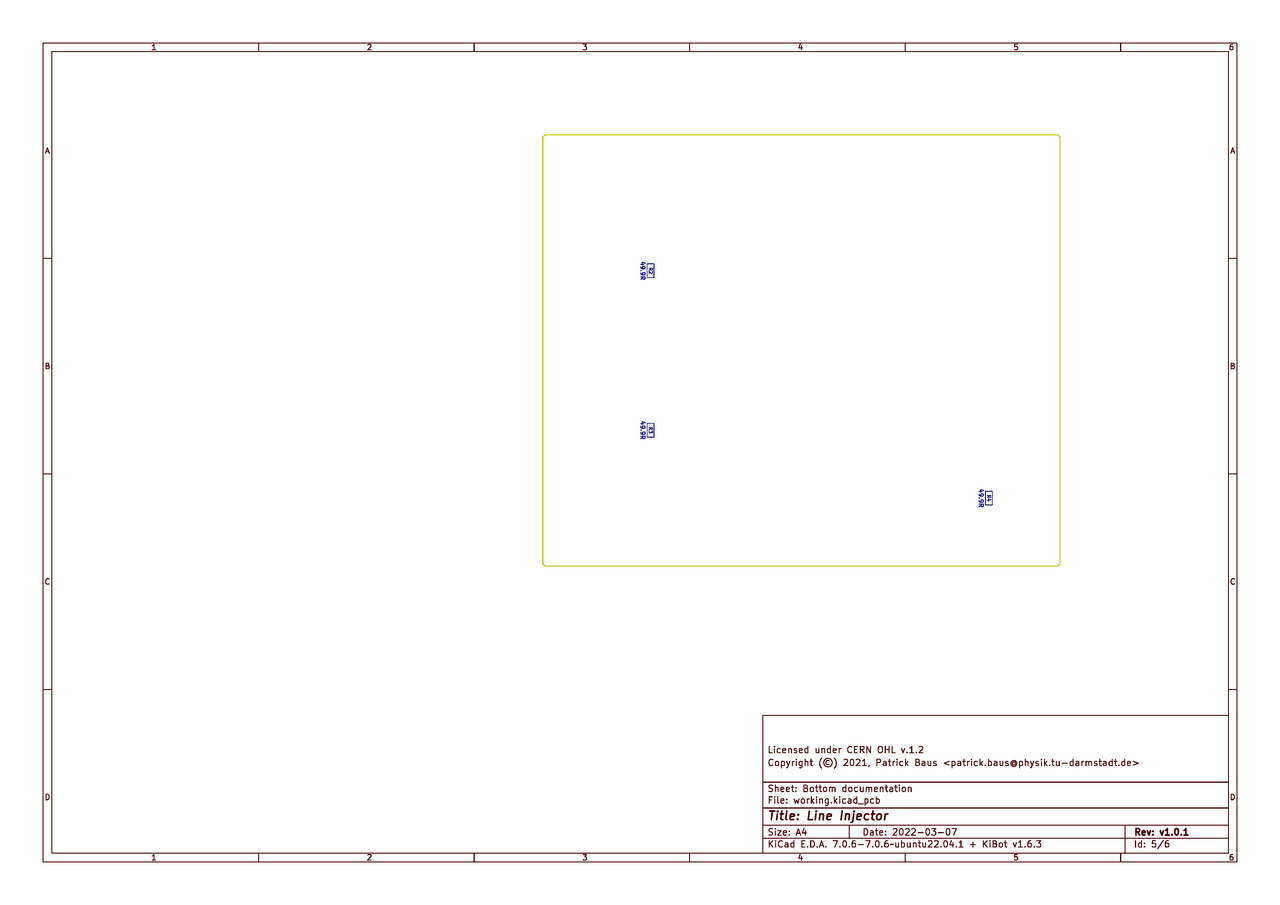 1 2 3 4 5 6
A A
R2
49.9R
B B
R3
49.9R
R4
49.9R
C C
Licensed under CERN OHL v.1.2
Copyright (©) 2021, Patrick Baus <patrick.baus@physik.tu-darmstadt.de>
Sheet: Bottom documentation
D D
File: working.kicad_pcb
Title: Line Injector
Size: A4 Date: 2022-03-07 Rev: v1.0.1
KiCad E.D.A. 7.0.6-7.0.6~ubuntu22.04.1 + KiBot v1.6.3 Id: 5/6
1 2 3 4 5 6